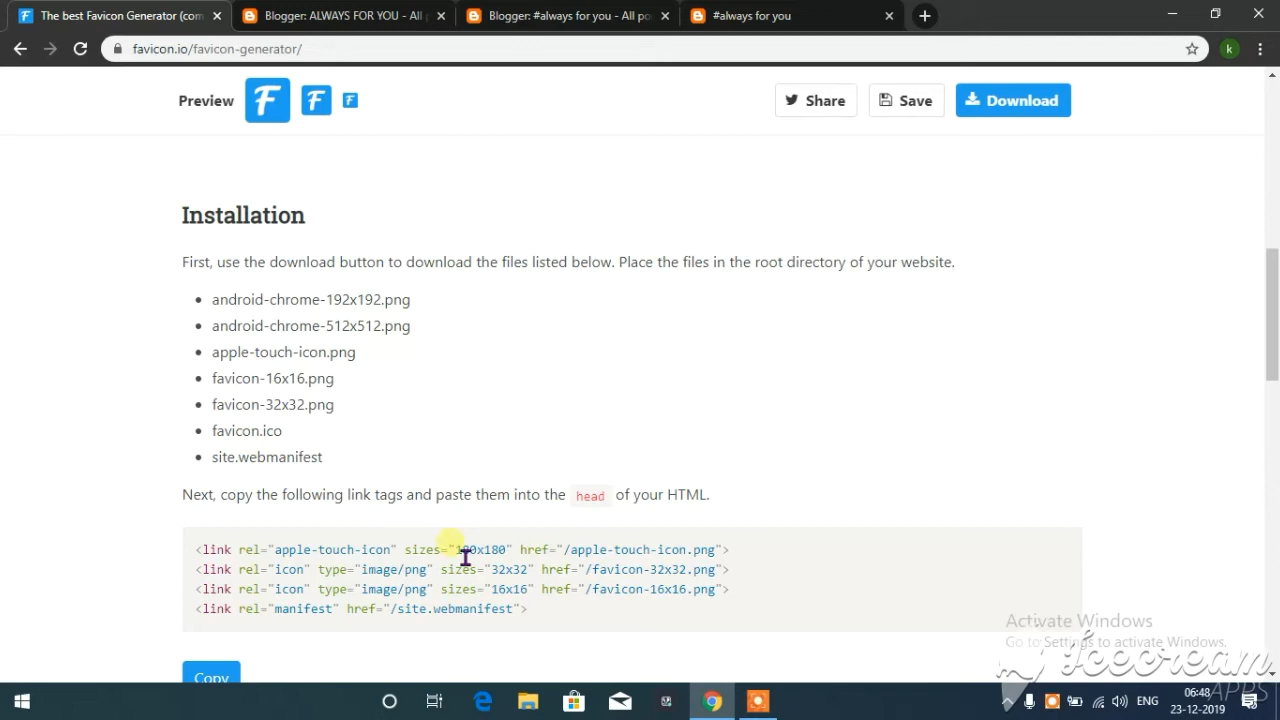 The best Favicon Generator (com
Blogger: ALWAYS FOR YOU - All p
Blogger: #always for you - All po
#always for you
favicon.io/favicon-generator/
k
Preview
F
F
F
Share
Save
Download
Installation
First, use the download button to download the files listed below. Place the files in the root directory of your website.
android-chrome-192x192.png
android-chrome-512x512.png
apple-touch-icon.png
favicon-16x16.png
favicon-32x32.png
favicon.ico
site.webmanifest
Next, copy the following link tags and paste them into the head of your HTML.
<link rel="apple-touch-icon" sizes="180x180" href="/apple-touch-icon.png">
<link rel="icon" type="image/png" sizes="32x32" href="/favicon-32x32.png">
<link rel="icon" type="image/png" sizes="16x16" href="/favicon-16x16.png">
<link rel="manifest" href="/site.webmanifest">
Copy
Activate Windows
Go to Settings to activate Windows.
Icecream
APPS
ENG
06:48
23-12-2019